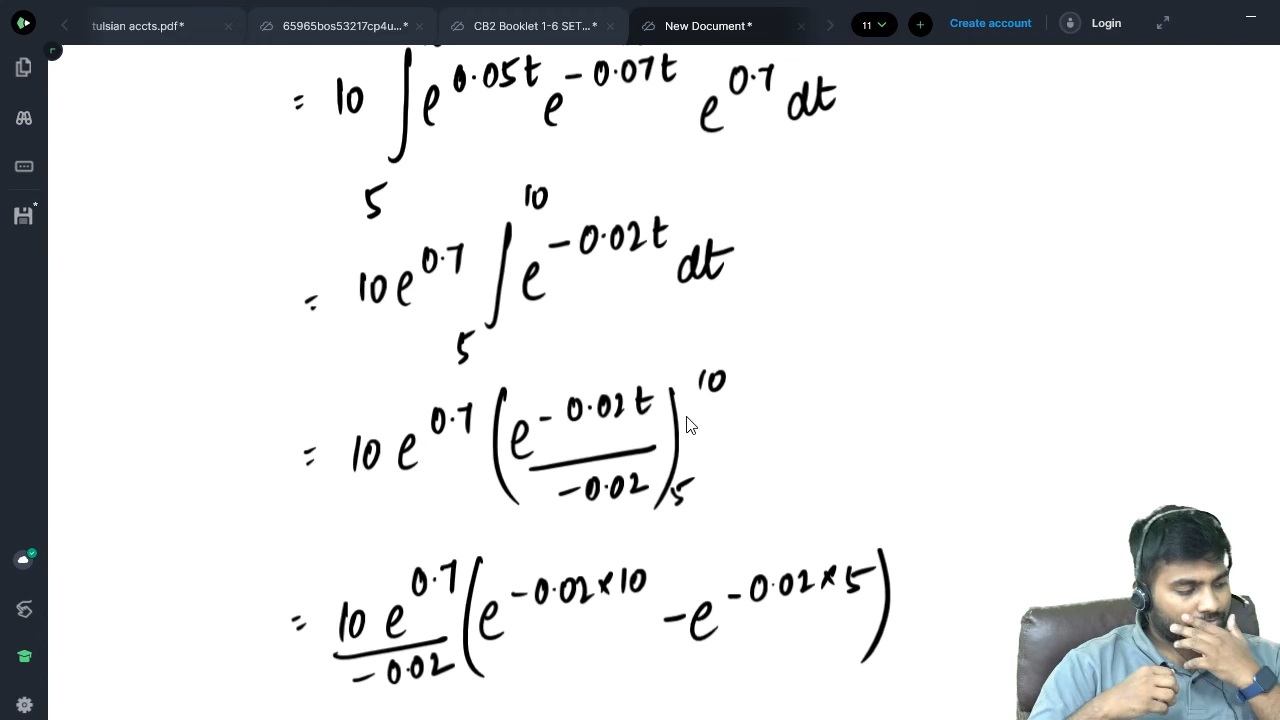 tulsian accts.pdf* 65965bos53217cp4u...* CB2 Booklet 1-6 SET...* New Document* 11 Create account Login
= 10 ∫₅ e^{0.05t} e^{-0.07t} e^{0.7} dt
= 10 e^{0.7} ∫₅^{10} e^{-0.02t} dt
= 10 e^{0.7} (e^{-0.02t} / -0.02)₅^{10}
= 10 e^{0.7} / -0.02 (e^{-0.02×10} - e^{-0.02×5})